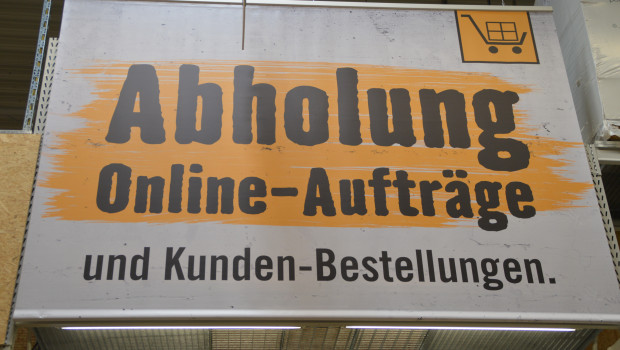 Abholung
Online-Aufträge
und Kunden-Bestellungen.